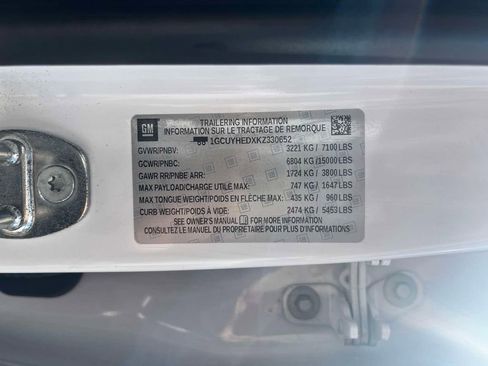 GM
TRAILERING INFORMATION
INFORMATION SUR LE TRACTAGE DE REMORQUE
1GCUYHEDXKZ330652
GVWR/PNBV: 3221 KG / 7100 LBS
GCWR/PNBC: 6804 KG / 15000 LBS
GAWR RR/PNBE ARR: 1724 KG / 3800 LBS
MAX PAYLOAD/CHARGE UTILE MAX: 747 KG / 1647 LBS
MAX TONGUE WEIGHT/POIDS EN FLÈCHE MAX: 435 KG / 960 LBS
CURB WEIGHT/POIDS À VIDE: 2474 KG / 5453 LBS
SEE OWNER'S MANUAL FOR MORE INFORMATION
CONSULTEZ LE MANUEL DU PROPRIETAIRE POUR PLUS D'INFORMATIONS